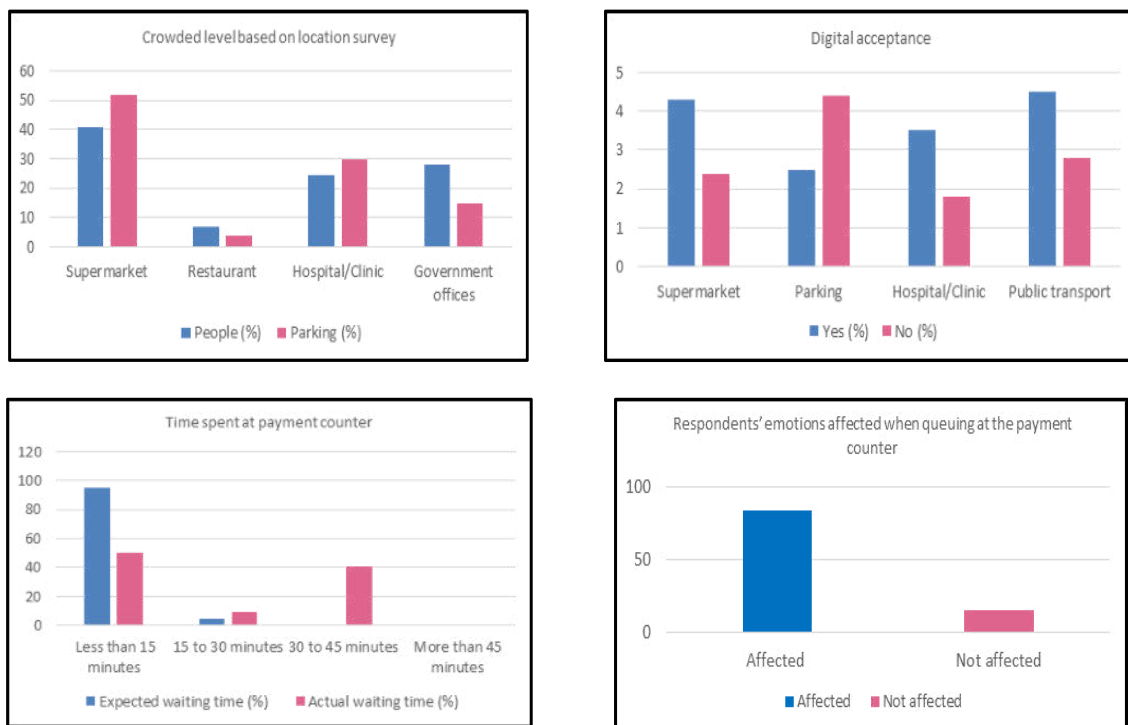 Crowded level based on location survey
60
50
40
30
20
10
0
Supermarket Restaurant Hospital/Clinic Government
offices
People (%) Parking (%)
Digital acceptance
5
4
3
2
1
0
Supermarket Parking Hospital/Clinic Public transport
Yes (%) No (%)
Time spent at payment counter
120
100
80
60
40
20
0
Less than 15 15 to 30 minutes 30 to 45 minutes More than 45
minutes minutes
Expected waiting time (%) Actual waiting time (%)
Respondents' emotions affected when queuing at the payment
counter
100
50
0
Affected Not affected
Affected Not affected